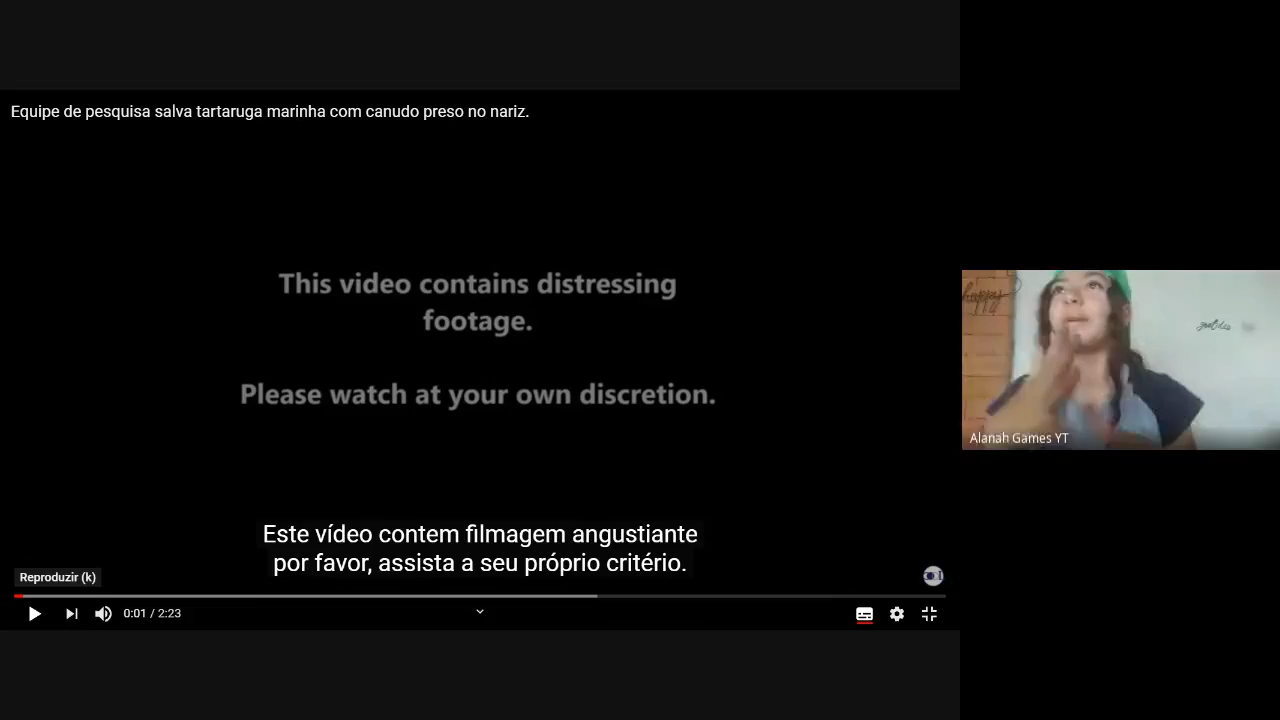 Equipe de pesquisa salva tartaruga marinha com canudo preso no nariz.
This video contains distressing
footage.
Please watch at your own discretion.
happy
Alanah Games YT
Este vídeo contem filmagem angustiante
por favor, assista a seu próprio critério.
Reproduzir (k)
0:01 / 2:23